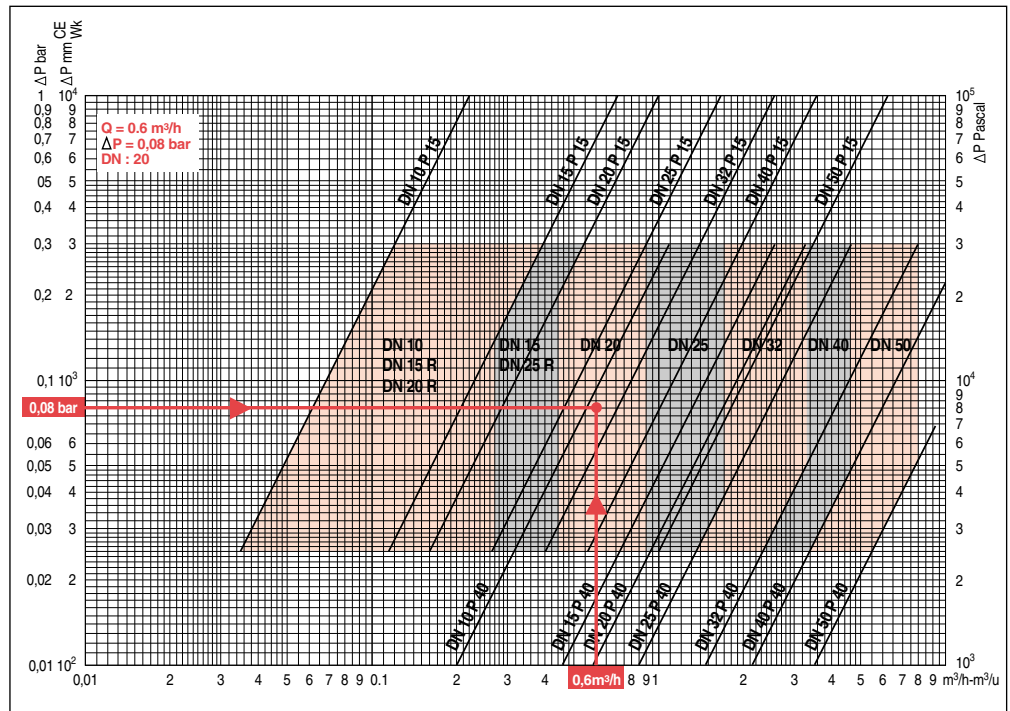 ΔP bar
ΔP mm CE Wk
1 10⁴
0,9 9
0,8 8
0,7 7
0,6 6
05 5
0,4 4
0,3 3
0,2 2
0,1 10³
0,08 bar
0,06 6
0,05 5
0,04 4
0,03 3
0,02 2
0,01 10²
Q = 0.6 m³/h
ΔP = 0,08 bar
DN : 20
DN 10 P 15
DN 15 P 15
DN 20 P 15
DN 25 P 15
DN 32 P 15
DN 40 P 15
DN 50 P 15
DN 10
DN 15 R
DN 20 R
DN 15
DN 25 R
DN 20
DN 25
DN 32
DN 40
DN 50
DN 10 P 40
DN 15 P 40
DN 20 P 40
DN 25 P 40
DN 32 P 40
DN 40 P 40
DN 50 P 40
10⁵
9
8
7
6
5
4
3
2
10⁴
9
8
7
6
5
4
3
2
10³
ΔP Pascal
0,01 2 3 4 5 6 7 8 9 0.1 2 3 4 5 0,6m³/h 8 9 1 2 3 4 5 6 7 8 9 m³/h-m³/u